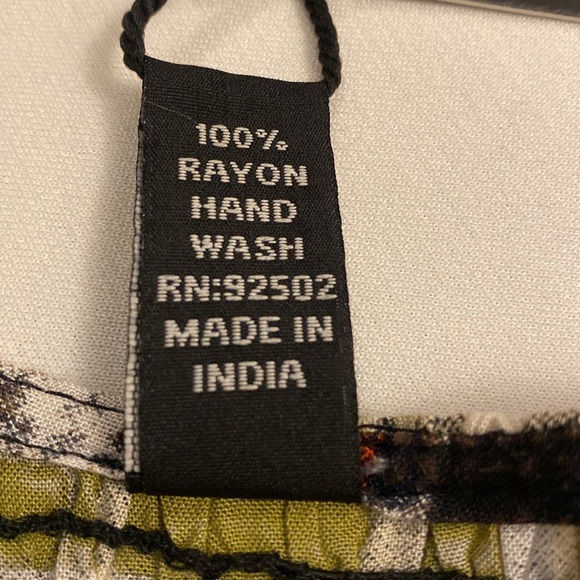 100%
RAYON
HAND
WASH
RN:92502
MADE IN
INDIA